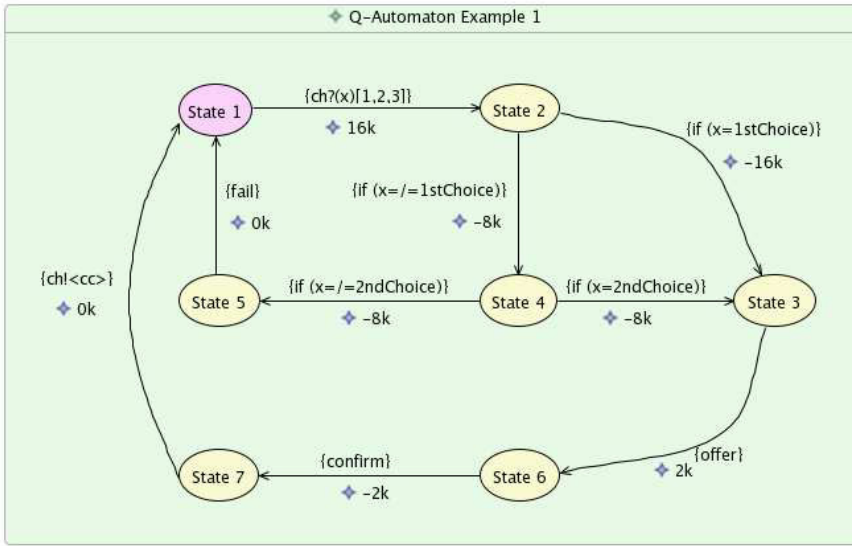 Q-Automaton Example 1
State 1
{ch?(x)[1,2,3]}
16k
State 2
{if (x=1stChoice)}
-16k
{fail}
0k
{if (x=/=1stChoice)}
-8k
{ch!<cc>}
0k
State 5
{if (x=/=2ndChoice)}
-8k
State 4
{if (x=2ndChoice)}
-8k
State 3
State 7
{confirm}
-2k
State 6
{offer}
2k